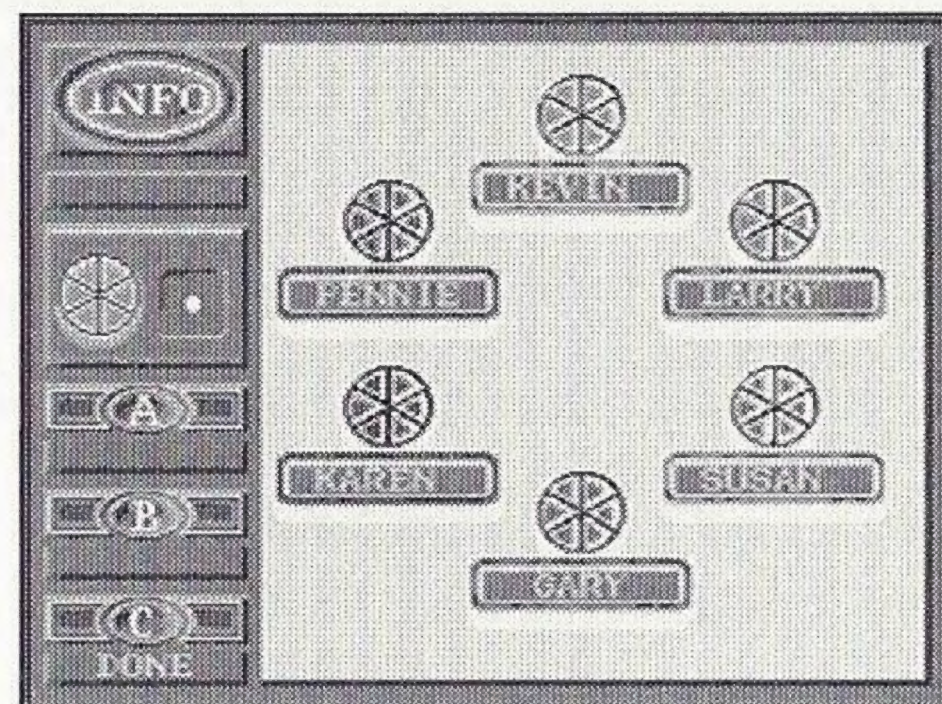 INFO
KEVIN
PENNIE
LARRY
A
KAREN
SUSAN
B
GARY
C
DONE